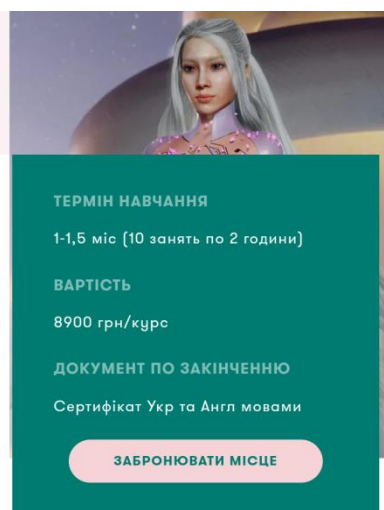 ТЕРМІН НАВЧАННЯ
1-1,5 міс (10 занять по 2 години)
ВАРТІСТЬ
8900 грн/курс
ДОКУМЕНТ ПО ЗАКІНЧЕННЮ
Сертифікат Укр та Англ мовами
ЗАБРОНЮВАТИ МІСЦЕ